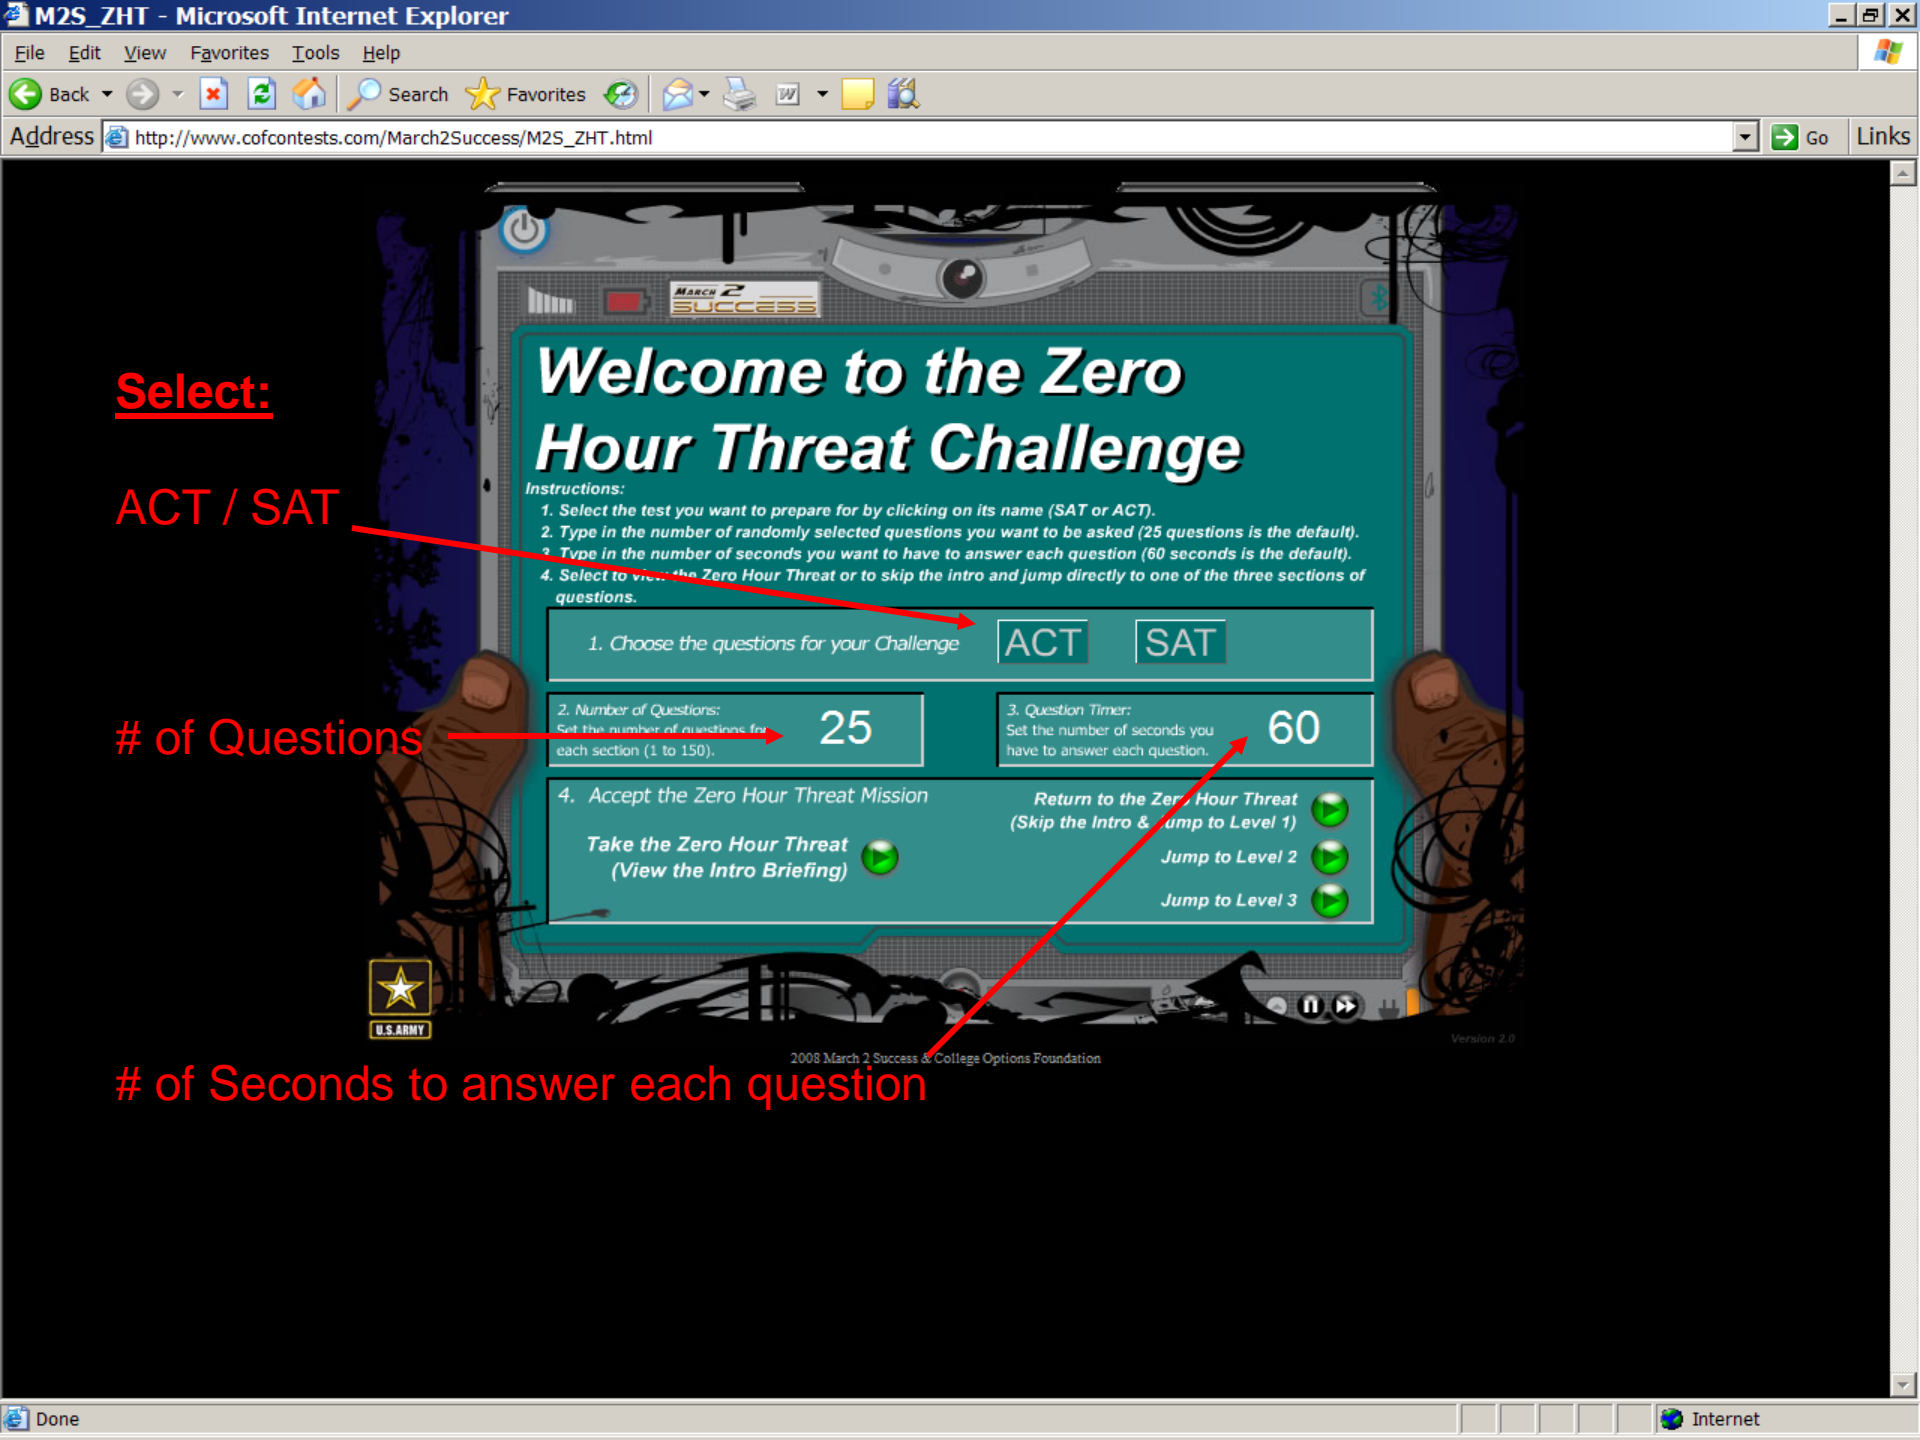 M2S_ZHT - Microsoft Internet Explorer
File Edit View Favorites Tools Help
Back Search Favorites
Address http://www.cofcontests.com/March2Success/M2S_ZHT.html Go Links
MARCH 2
SUCCESS
Welcome to the Zero
Hour Threat Challenge
Select:
ACT / SAT
# of Questions
# of Seconds to answer each question
Instructions:
1. Select the test you want to prepare for by clicking on its name (SAT or ACT).
2. Type in the number of randomly selected questions you want to be asked (25 questions is the default).
3. Type in the number of seconds you want to have to answer each question (60 seconds is the default).
4. Select to view the Zero Hour Threat or to skip the intro and jump directly to one of the three sections of
questions.
1. Choose the questions for your Challenge ACT SAT
2. Number of Questions:
Set the number of questions for
each section (1 to 150).
25
3. Question Timer:
Set the number of seconds you
have to answer each question.
60
4. Accept the Zero Hour Threat Mission
Take the Zero Hour Threat
(View the Intro Briefing)
Return to the Zero Hour Threat
(Skip the Intro & Jump to Level 1)
Jump to Level 2
Jump to Level 3
U.S.ARMY
Version 2.0
2008 March 2 Success & College Options Foundation
Done Internet